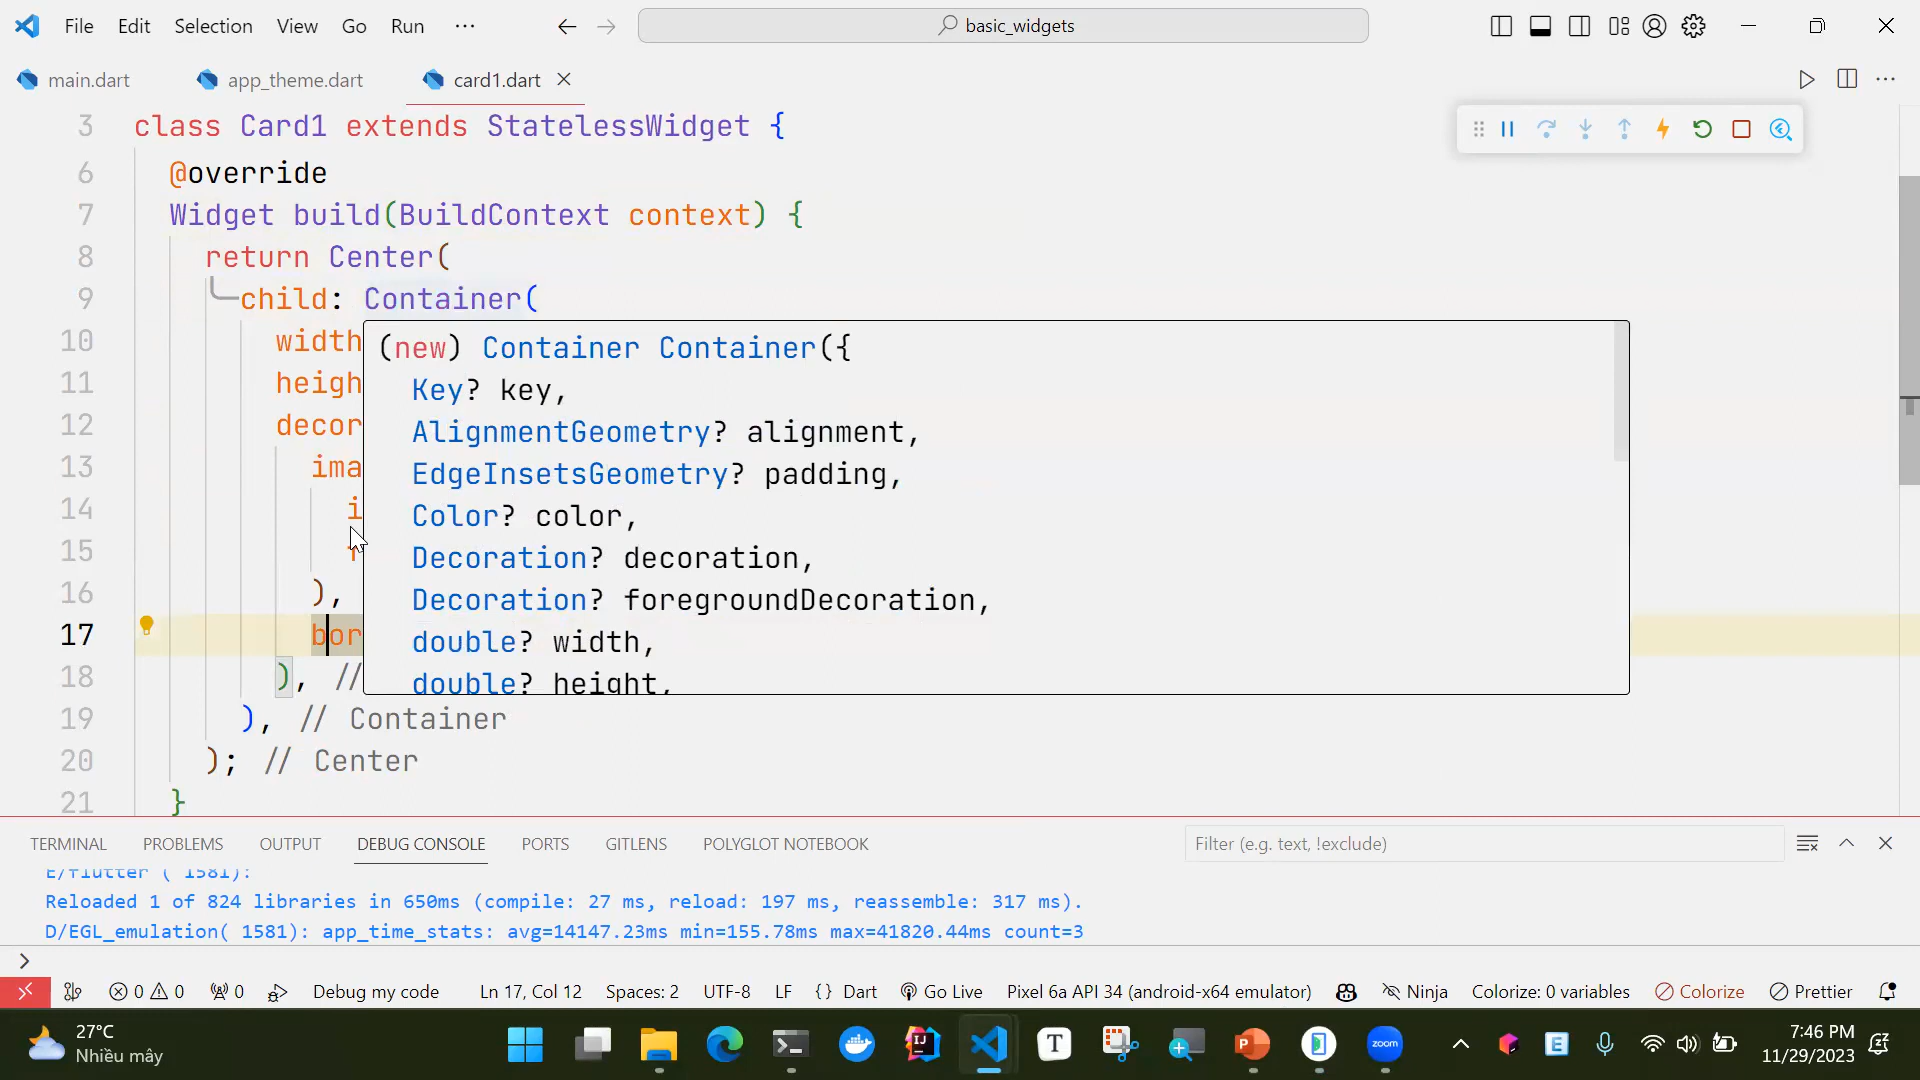 File Edit Selection View Go Run ··· basic_widgets
main.dart app_theme.dart card1.dart
3 class Card1 extends StatelessWidget {
6 @override
7 Widget build(BuildContext context) {
8 return Center(
9 child: Container(
10 width
11 heigh
12 decor
13 ima
14 i
15
16 ),
17 bor
18 ), //
19 ), // Container
20 ); // Center
21 }
(new) Container Container({
Key? key,
AlignmentGeometry? alignment,
EdgeInsetsGeometry? padding,
Color? color,
Decoration? decoration,
Decoration? foregroundDecoration,
double? width,
double? height,
TERMINAL PROBLEMS OUTPUT DEBUG CONSOLE PORTS GITLENS POLYGLOT NOTEBOOK Filter (e.g. text, !exclude)
E/flutter ( 1581):
Reloaded 1 of 824 libraries in 650ms (compile: 27 ms, reload: 197 ms, reassemble: 317 ms).
D/EGL_emulation( 1581): app_time_stats: avg=14147.23ms min=155.78ms max=41820.44ms count=3
>
0 0 0 Debug my code Ln 17, Col 12 Spaces: 2 UTF-8 LF {} Dart Go Live Pixel 6a API 34 (android-x64 emulator) Ninja Colorize: 0 variables Colorize Prettier
27°C
Nhiều mây
IJ T P zoom E
7:46 PM
11/29/2023